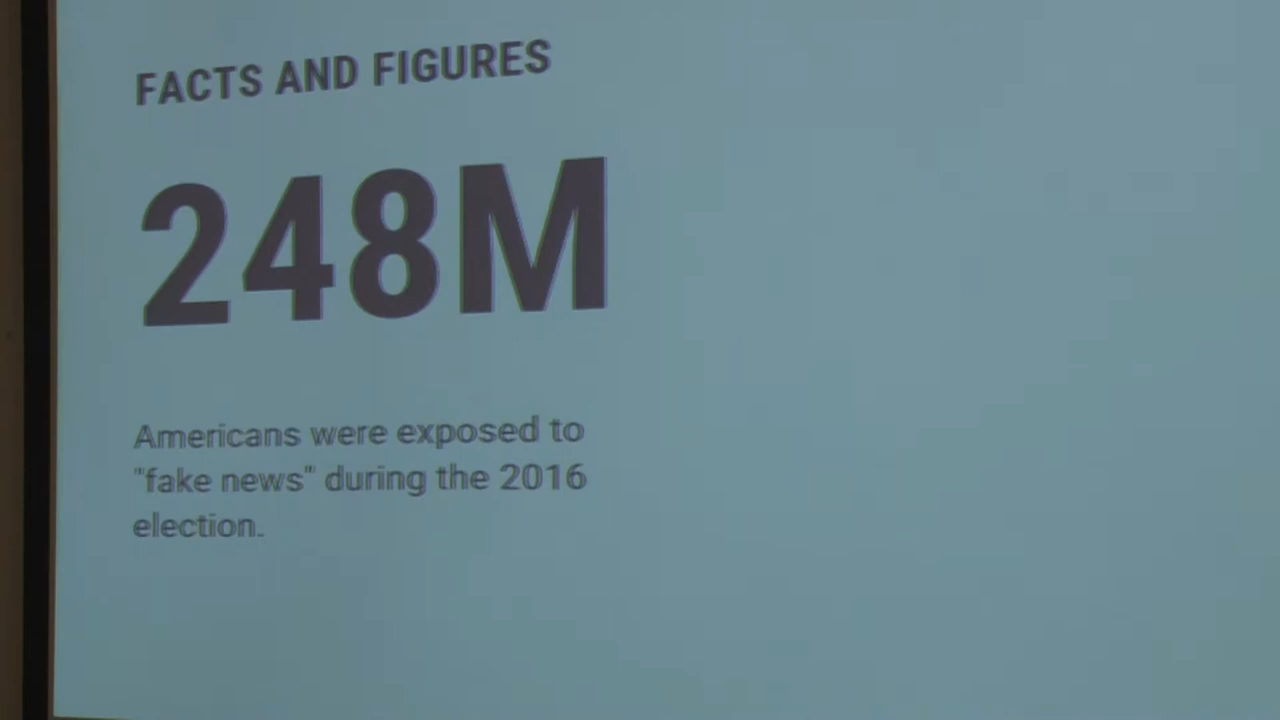 FACTS AND FIGURES
248M
Americans were exposed to
"fake news" during the 2016
election.